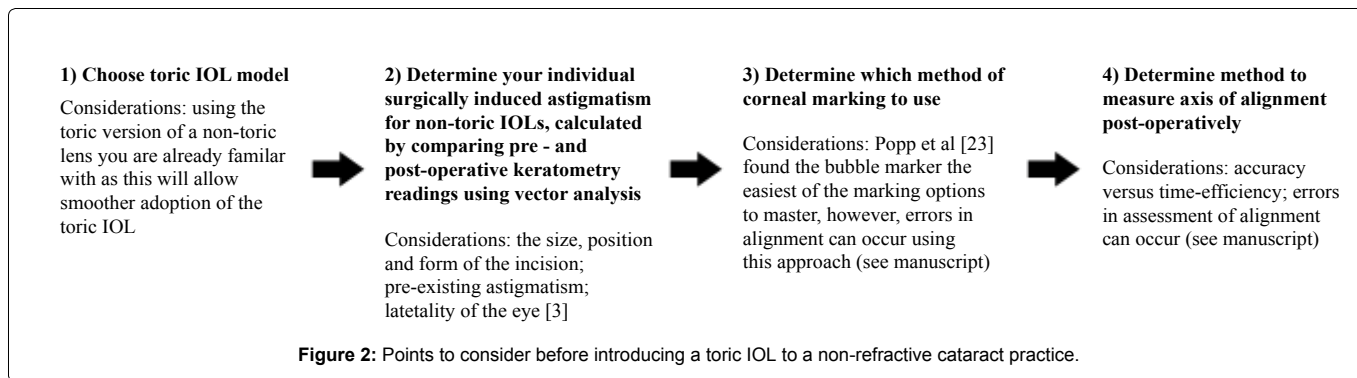 1) Choose toric IOL model
Considerations: using the
toric version of a non-toric
lens you are already familar
with as this will allow
smoother adoption of the
toric IOL
2) Determine your individual
surgically induced astigmatism
for non-toric IOLs, calculated
by comparing pre - and
post-operative keratometry
readings using vector analysis
Considerations: the size, position
and form of the incision;
pre-existing astigmatism;
latetality of the eye [3]
3) Determine which method of
corneal marking to use
Considerations: Popp et al [23]
found the bubble marker the
easiest of the marking options
to master, however, errors in
alignment can occur using
this approach (see manuscript)
4) Determine method to
measure axis of alignment
post-operatively
Considerations: accuracy
versus time-efficiency; errors
in assessment of alignment
can occur (see manuscript)
Figure 2: Points to consider before introducing a toric IOL to a non-refractive cataract practice.